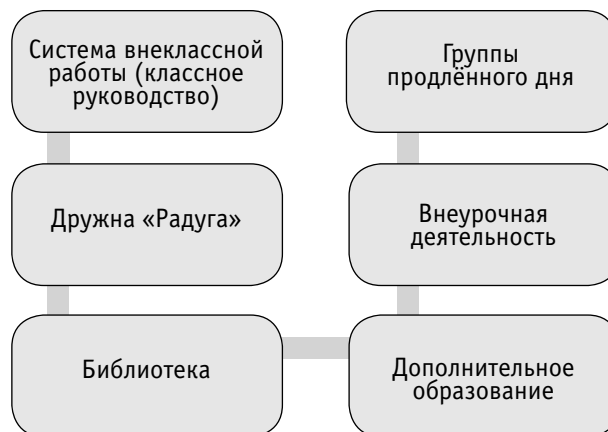 Система внеклассной
работы (классное
руководство)
Дружна «Радуга»
Библиотека
Дополнительное
образование
Внеурочная
деятельность
Группы
продлённого дня